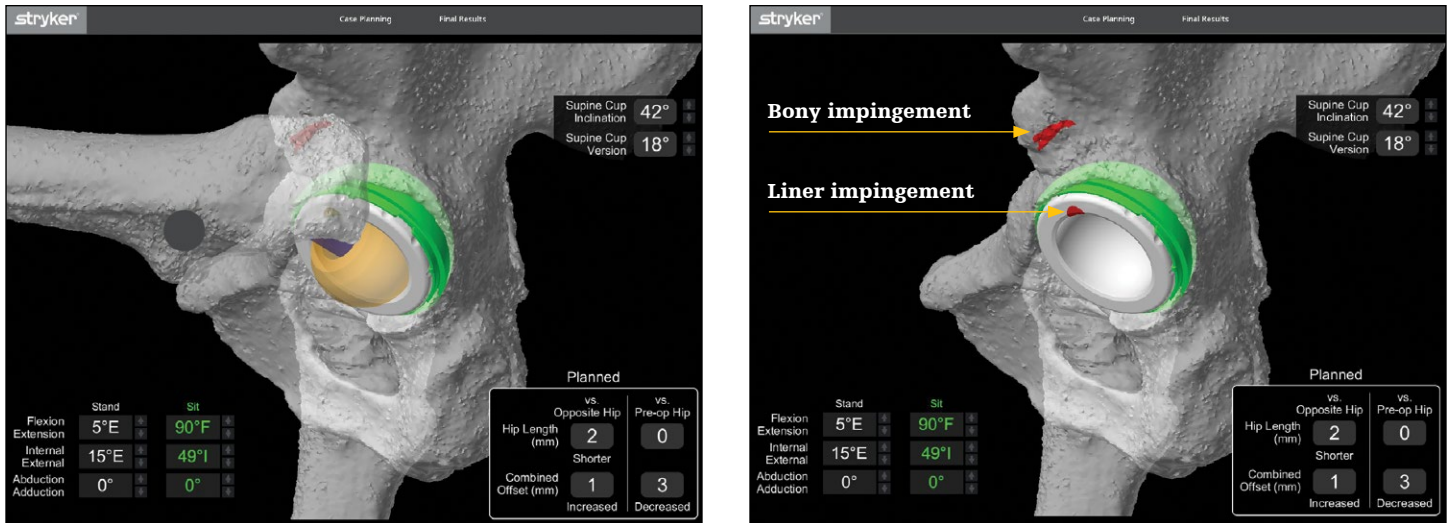 stryker
Case Planning Final Results
Supine Cup
Inclination 42°
Supine Cup
Version 18°
Stand Sit
Flexion
Extension 5°E 90°F
Internal
External 15°E 49°I
Abduction
Adduction 0° 0°
Planned
vs. vs.
Opposite Hip Pre-op Hip
Hip Length
(mm) 2 0
Shorter
Combined
Offset (mm) 1 3
Increased Decreased
stryker
Case Planning Final Results
Bony impingement
Liner impingement
Supine Cup
Inclination 42°
Supine Cup
Version 18°
Stand Sit
Flexion
Extension 5°E 90°F
Internal
External 15°E 49°I
Abduction
Adduction 0° 0°
Planned
vs. vs.
Opposite Hip Pre-op Hip
Hip Length
(mm) 2 0
Shorter
Combined
Offset (mm) 1 3
Increased Decreased